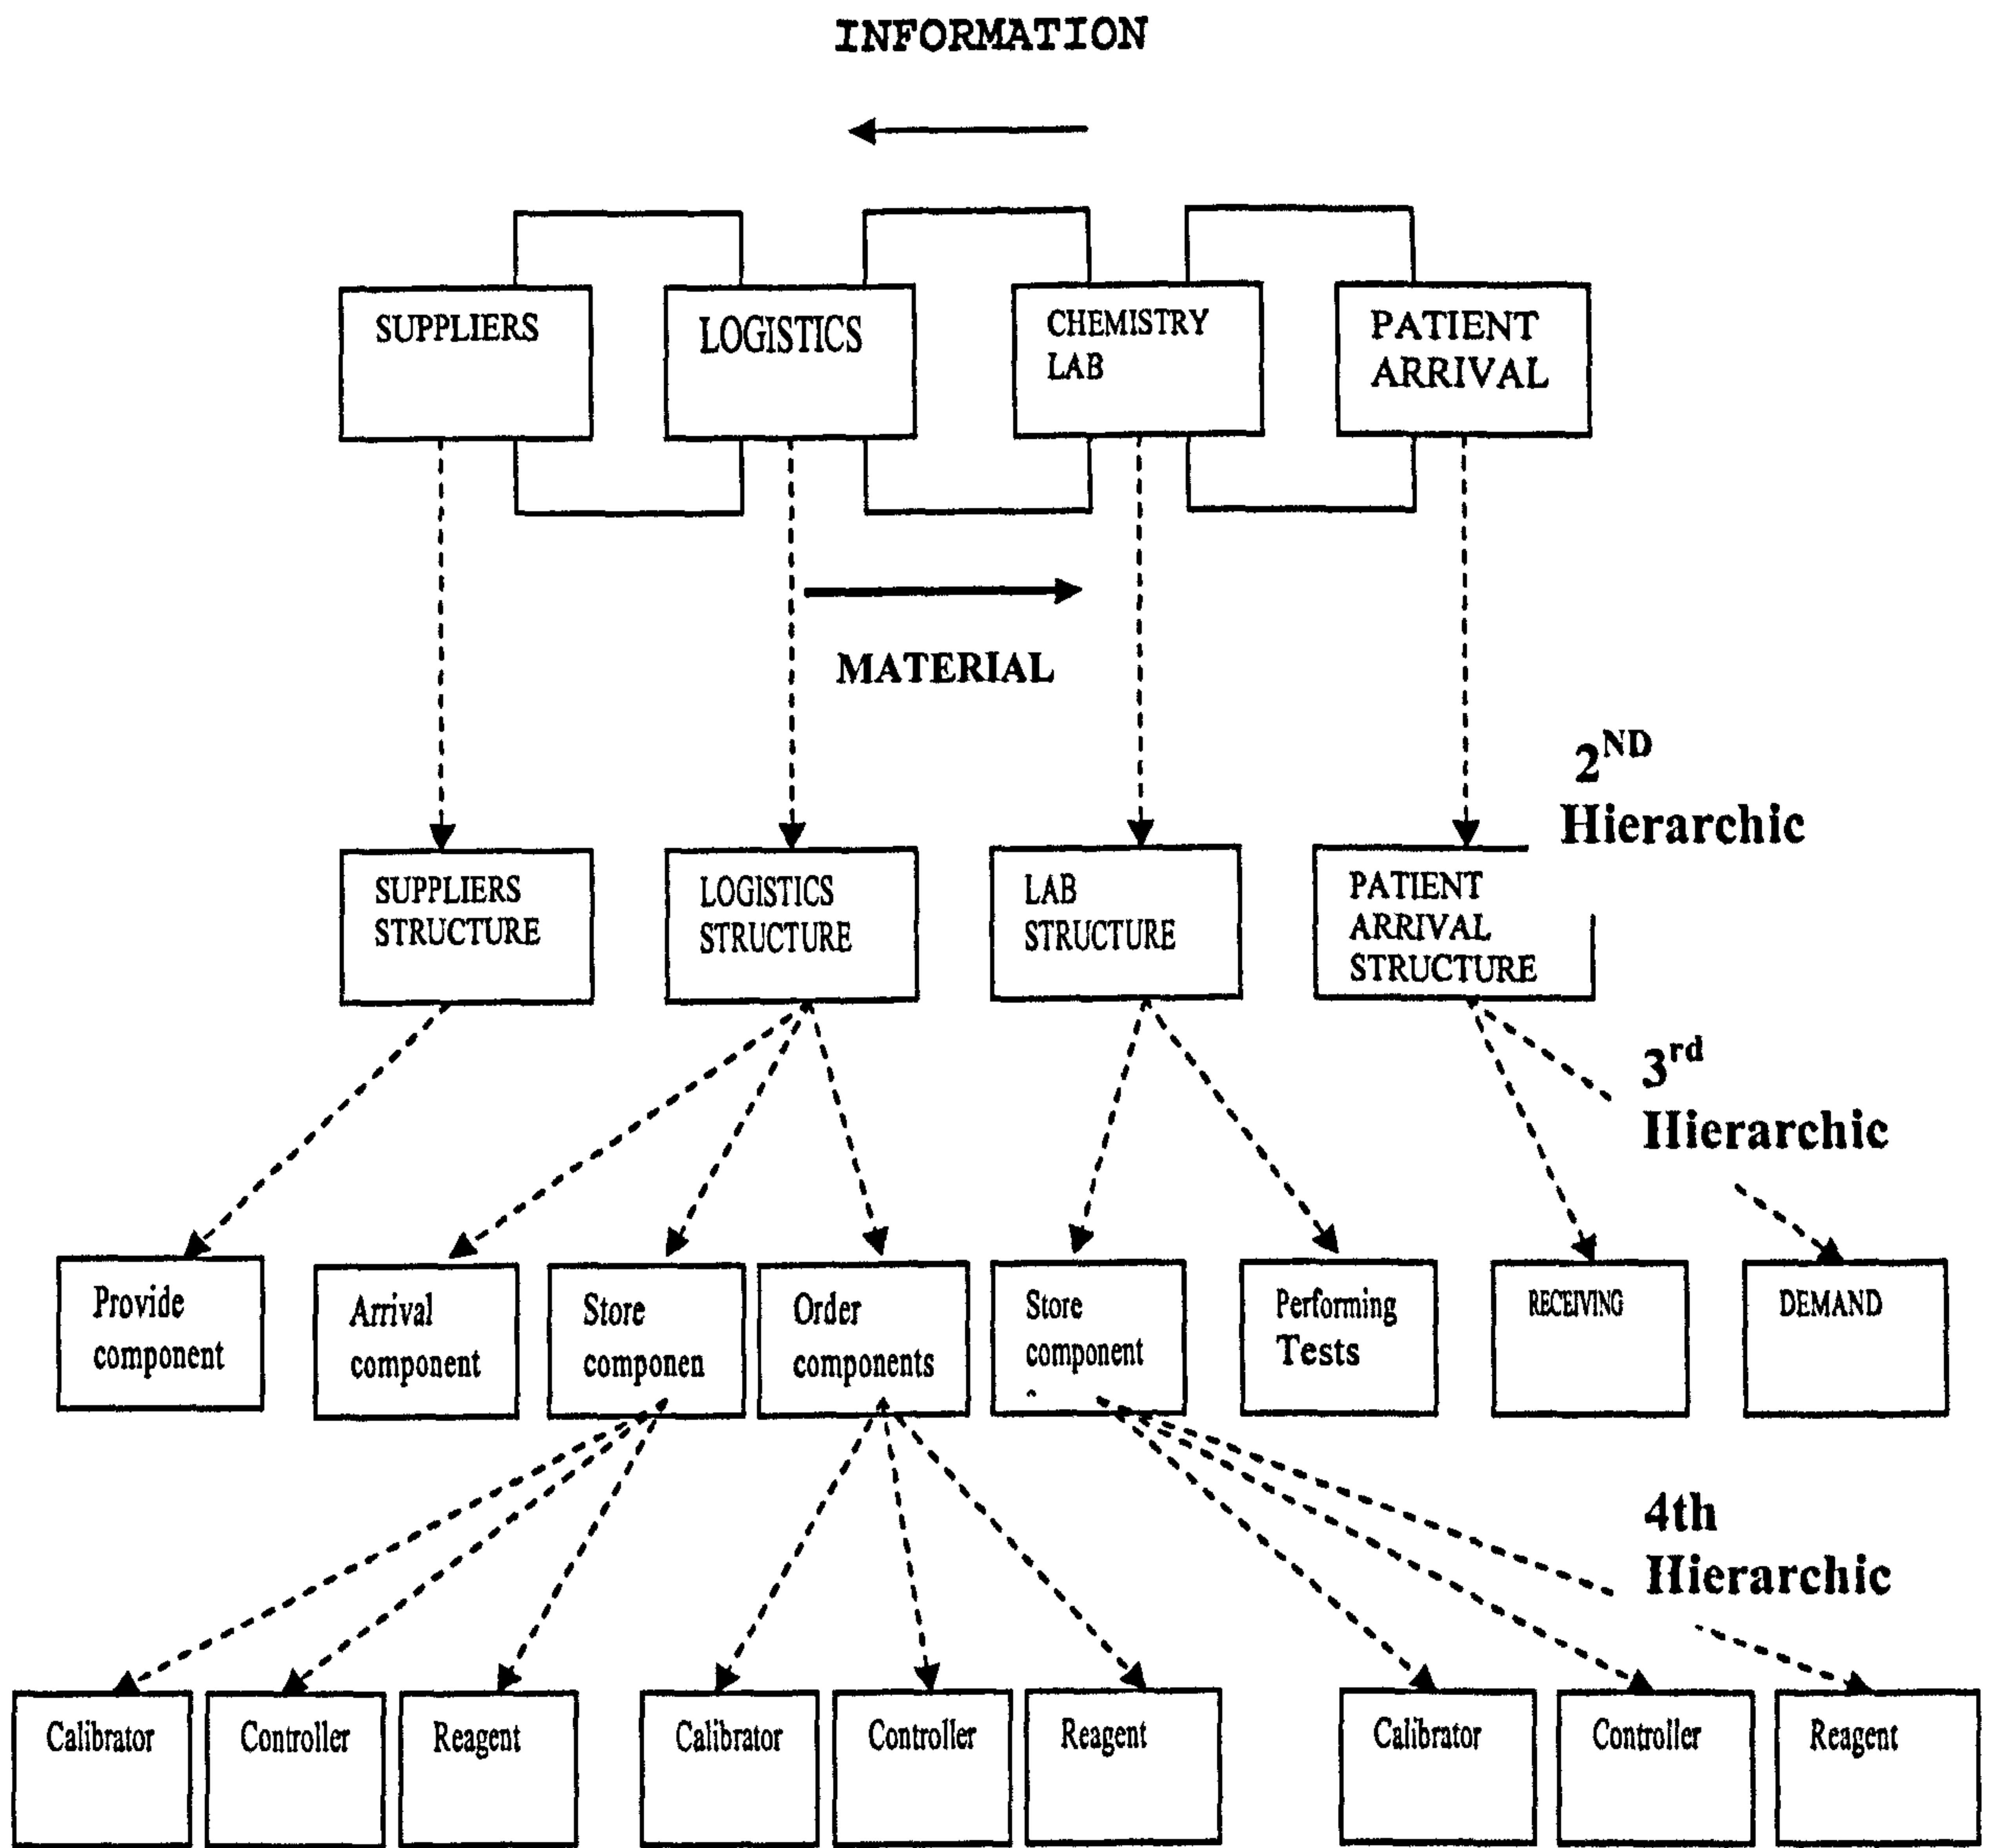 INFORMATION
SUPPLIERS
LOGISTICS
CHEMISTRY
LAB
PATIENT
ARRIVAL
MATERIAL
2ND
Hierarchic
SUPPLIERS
STRUCTURE
LOGISTICS
STRUCTURE
LAB
STRUCTURE
PATIENT
ARRIVAL
STRUCTURE
3rd
Hierarchic
Provide
component
Arrival
component
Store
componen
Order
components
Store
component
Performing
Tests
RECEIVING
DEMAND
4th
Hierarchic
Calibrator
Controller
Reagent
Calibrator
Controller
Reagent
Calibrator
Controller
Reagent